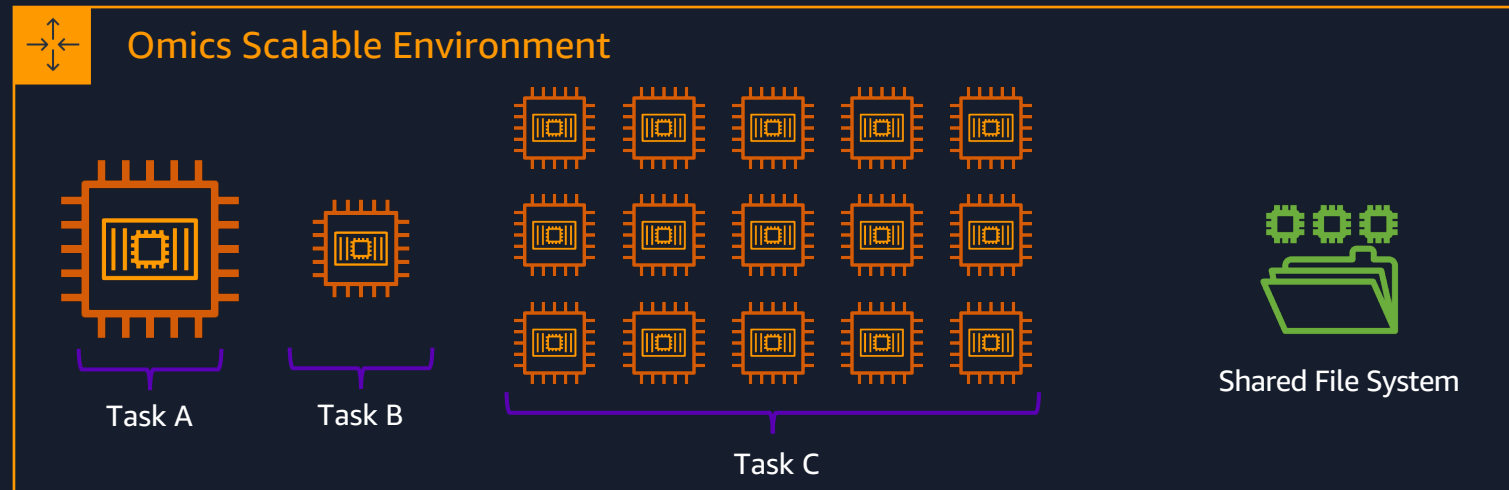 Omics Scalable Environment
Task A
Task B
Task C
Shared File System